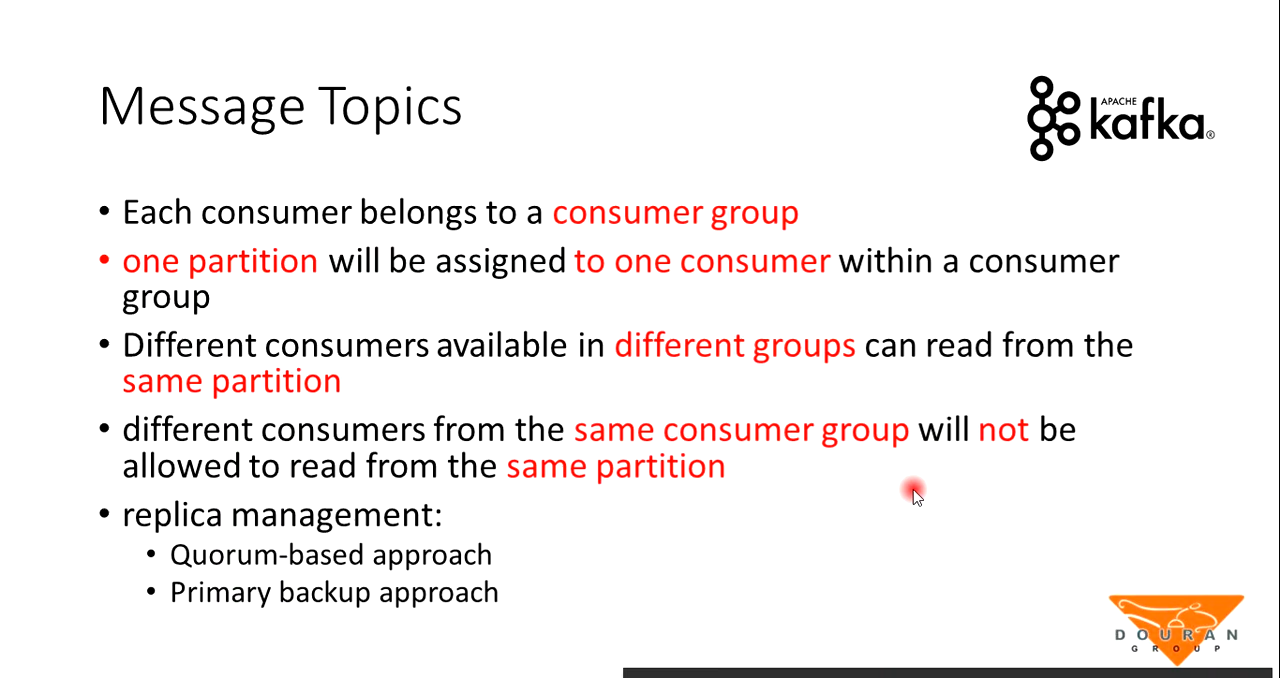 Message Topics
APACHE
kafka®
• Each consumer belongs to a consumer group
• one partition will be assigned to one consumer within a consumer
group
• Different consumers available in different groups can read from the
same partition
• different consumers from the same consumer group will not be
allowed to read from the same partition
• replica management:
• Quorum-based approach
• Primary backup approach
DOURAN
GROUP